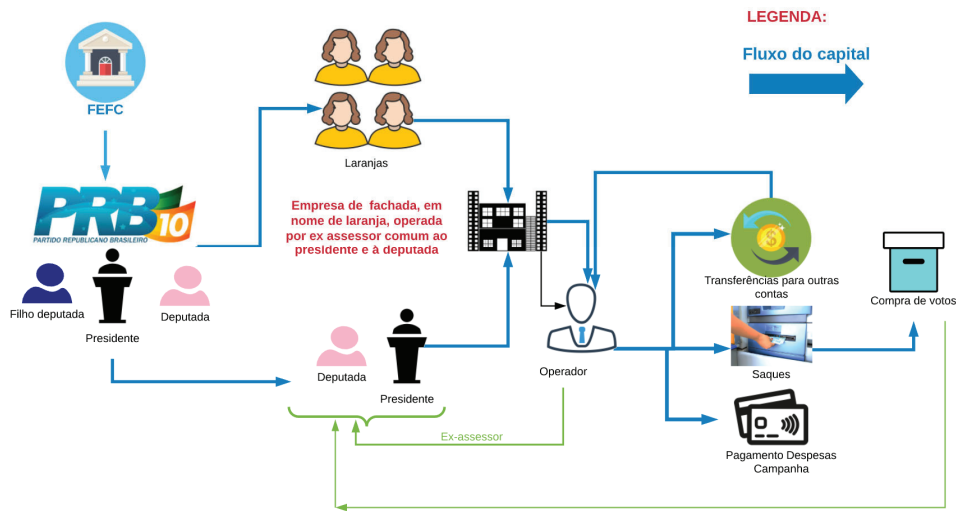 LEGENDA:
Fluxo do capital
FEFC
Laranjas
PRB
10
PARTIDO REPUBLICANO BRASILEIRO
Empresa de fachada, em
nome de laranja, operada
por ex assessor comum ao
presidente e à deputada
Filho deputada
Presidente
Deputada
Transferências para outras
contas
Compra de votos
Deputada
Presidente
Operador
Saques
Ex-assessor
Pagamento Despesas
Campanha